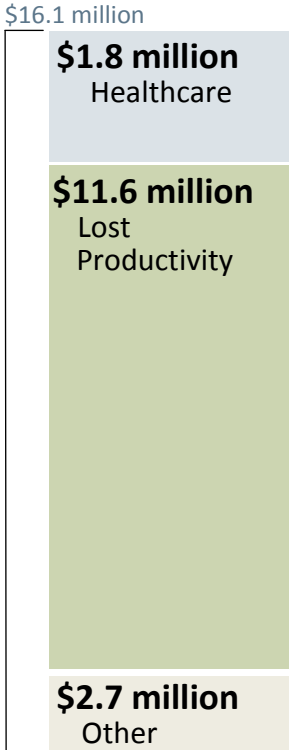 $16.1 million
$1.8 million
Healthcare
$11.6 million
Lost
Productivity
$2.7 million
Other